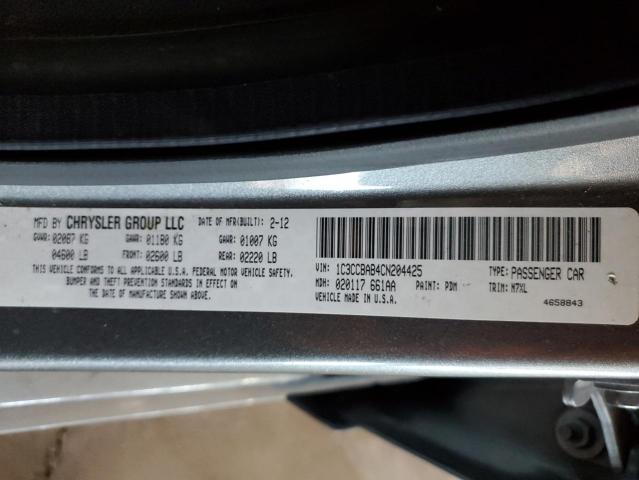 MFD BY CHRYSLER GROUP LLC DATE OF MFR(BUILT): 2-12
GVWR: 02087 KG GAWR: 01180 KG GAWR: 01007 KG
04600 LB FRONT: 02600 LB REAR: 02220 LB
THIS VEHICLE CONFORMS TO ALL APPLICABLE U.S.A. FEDERAL MOTOR VEHICLE SAFETY,
BUMPER AND THEFT PREVENTION STANDARDS IN EFFECT ON
THE DATE OF MANUFACTURE SHOWN ABOVE.
VIN: 1C3CCBAB4CN204425 TYPE: PASSENGER CAR
MDH: 020117 661AA PAINT: PDM TRIM: M7XL
VEHICLE MADE IN U.S.A. 4658843